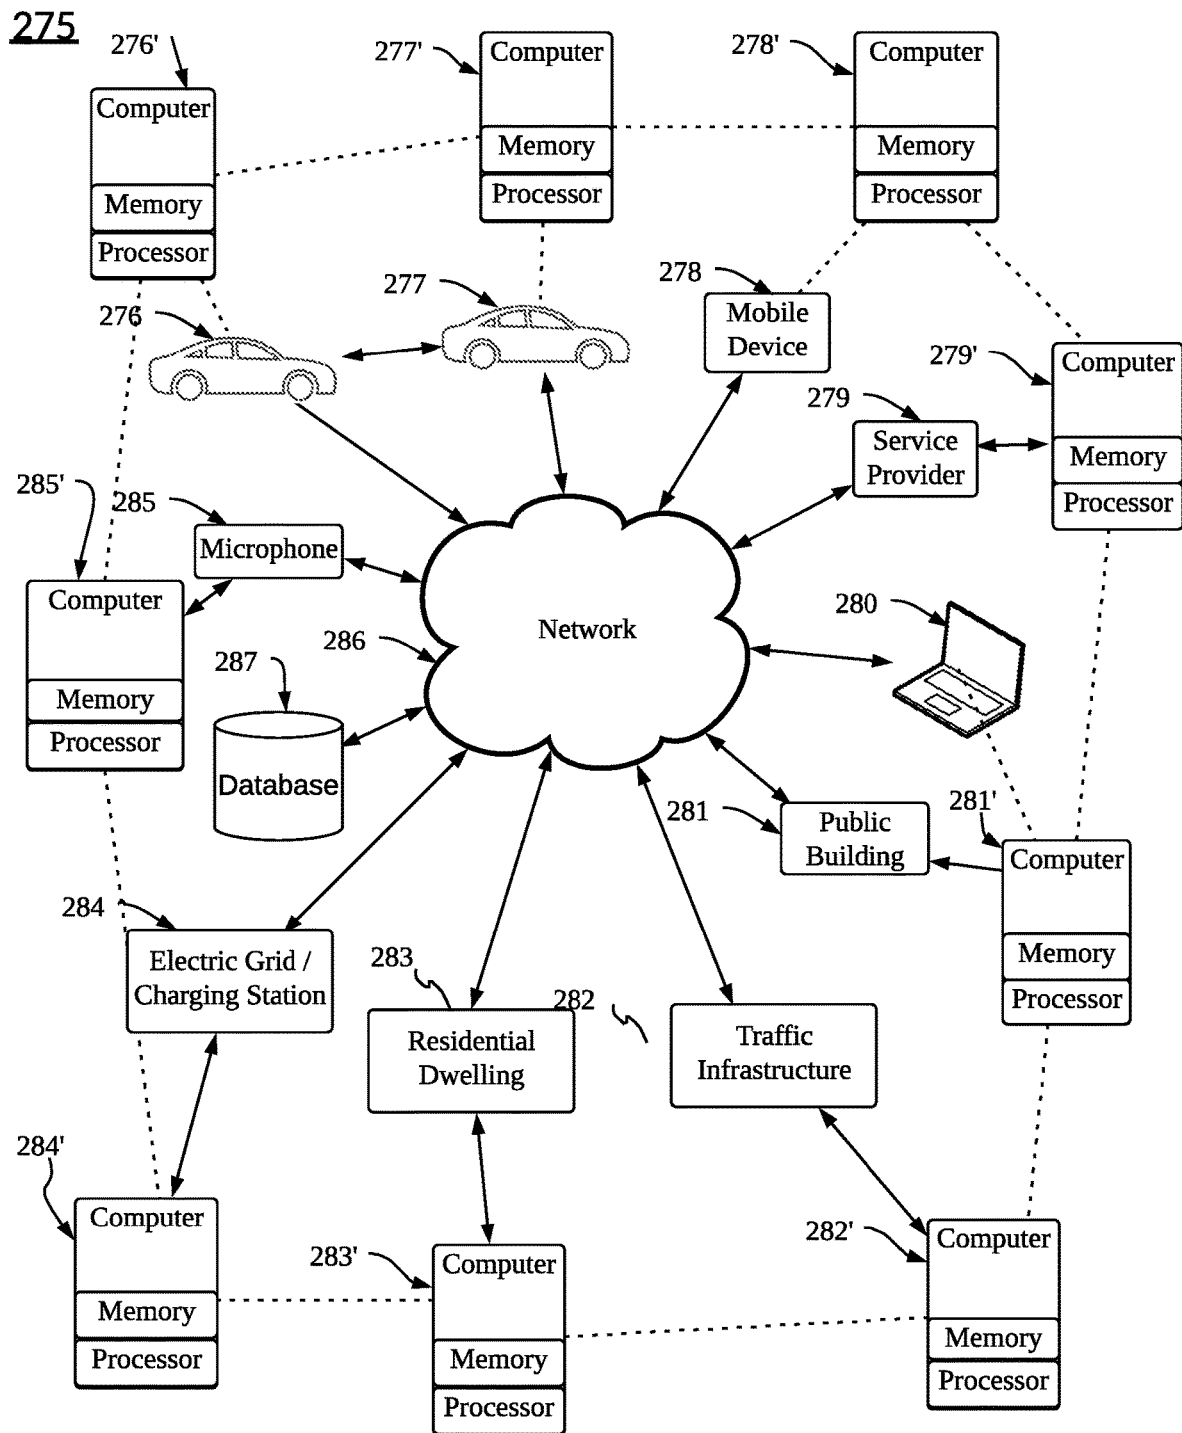 275
276'
277'
278'
Computer
Memory
Processor
Computer
Memory
Processor
Computer
Memory
Processor
276
277
278
Mobile
Device
279'
Computer
Memory
Processor
279
Service
Provider
285'
285
Microphone
Computer
Memory
Processor
Network
286
287
Database
280
281
Public
Building
281'
Computer
Memory
Processor
284
Electric Grid /
Charging Station
283
Residential
Dwelling
282
Traffic
Infrastructure
284'
Computer
Memory
Processor
283'
Computer
Memory
Processor
282'
Computer
Memory
Processor